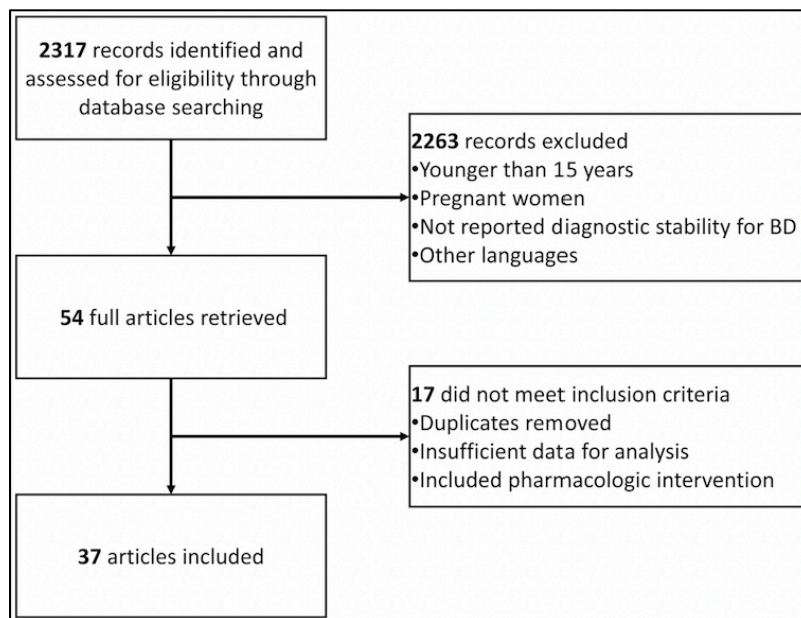 2317 records identified and
assessed for eligibility through
database searching
2263 records excluded
•Younger than 15 years
•Pregnant women
•Not reported diagnostic stability for BD
•Other languages
54 full articles retrieved
17 did not meet inclusion criteria
•Duplicates removed
•Insufficient data for analysis
•Included pharmacologic intervention
37 articles included